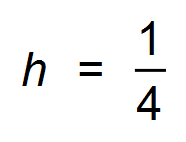 h = 1/4